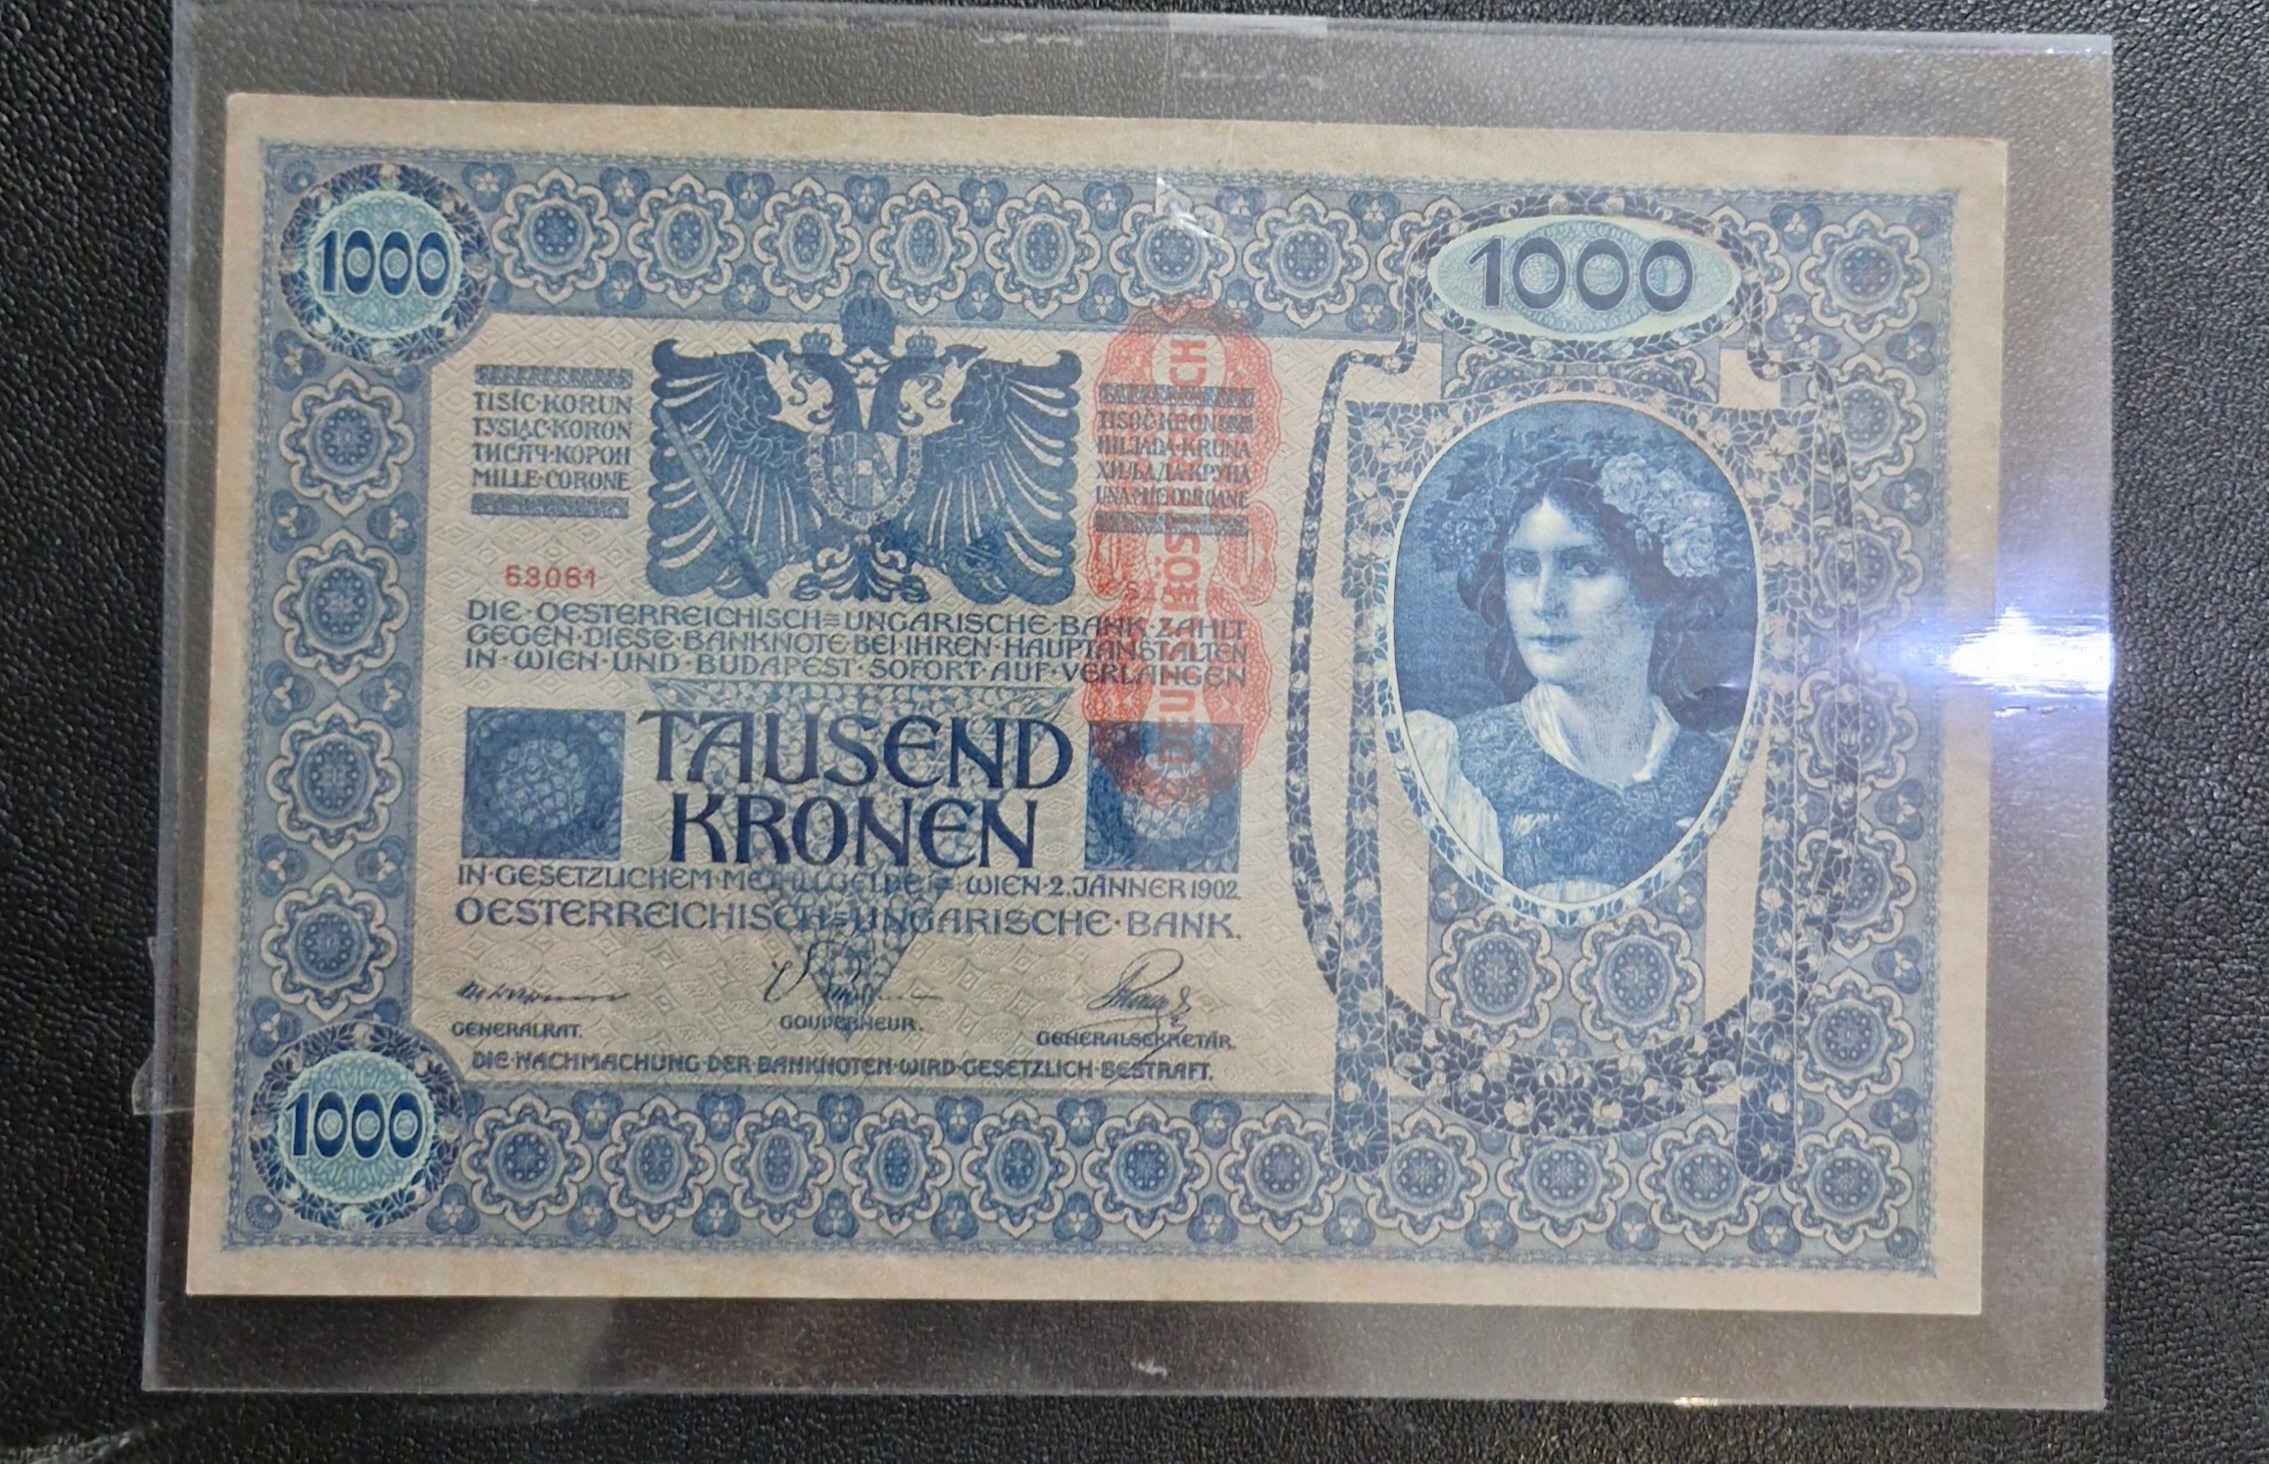 1000
1000
TISÍC·KORUN
TYSIĄC·KORON
ТИСЯЧ·КОРОН
MILLE·CORONE
TISOČ·KRON
HILJADA·KRUNA
ХИЉАДА·КРУНА
UNA·MIE·COROANE
DEUTSCHÖSTERREICH
53061
DIE·OESTERREICHISCH=UNGARISCHE·BANK·ZAHLT
GEGEN·DIESE·BANKNOTE·BEI·IHREN·HAUPTANSTALTEN
IN·WIEN·UND·BUDAPEST·SOFORT·AUF·VERLANGEN
TAUSEND
KRONEN
IN·GESETZLICHEM·METALLGELDE = WIEN·2.JÄNNER 1902
OESTERREICHISCH=UNGARISCHE·BANK.
GENERALRAT.
GOUVERNEUR.
GENERALSEKRETÄR.
DIE·NACHMACHUNG·DER·BANKNOTEN·WIRD·GESETZLICH·BESTRAFT.
1000